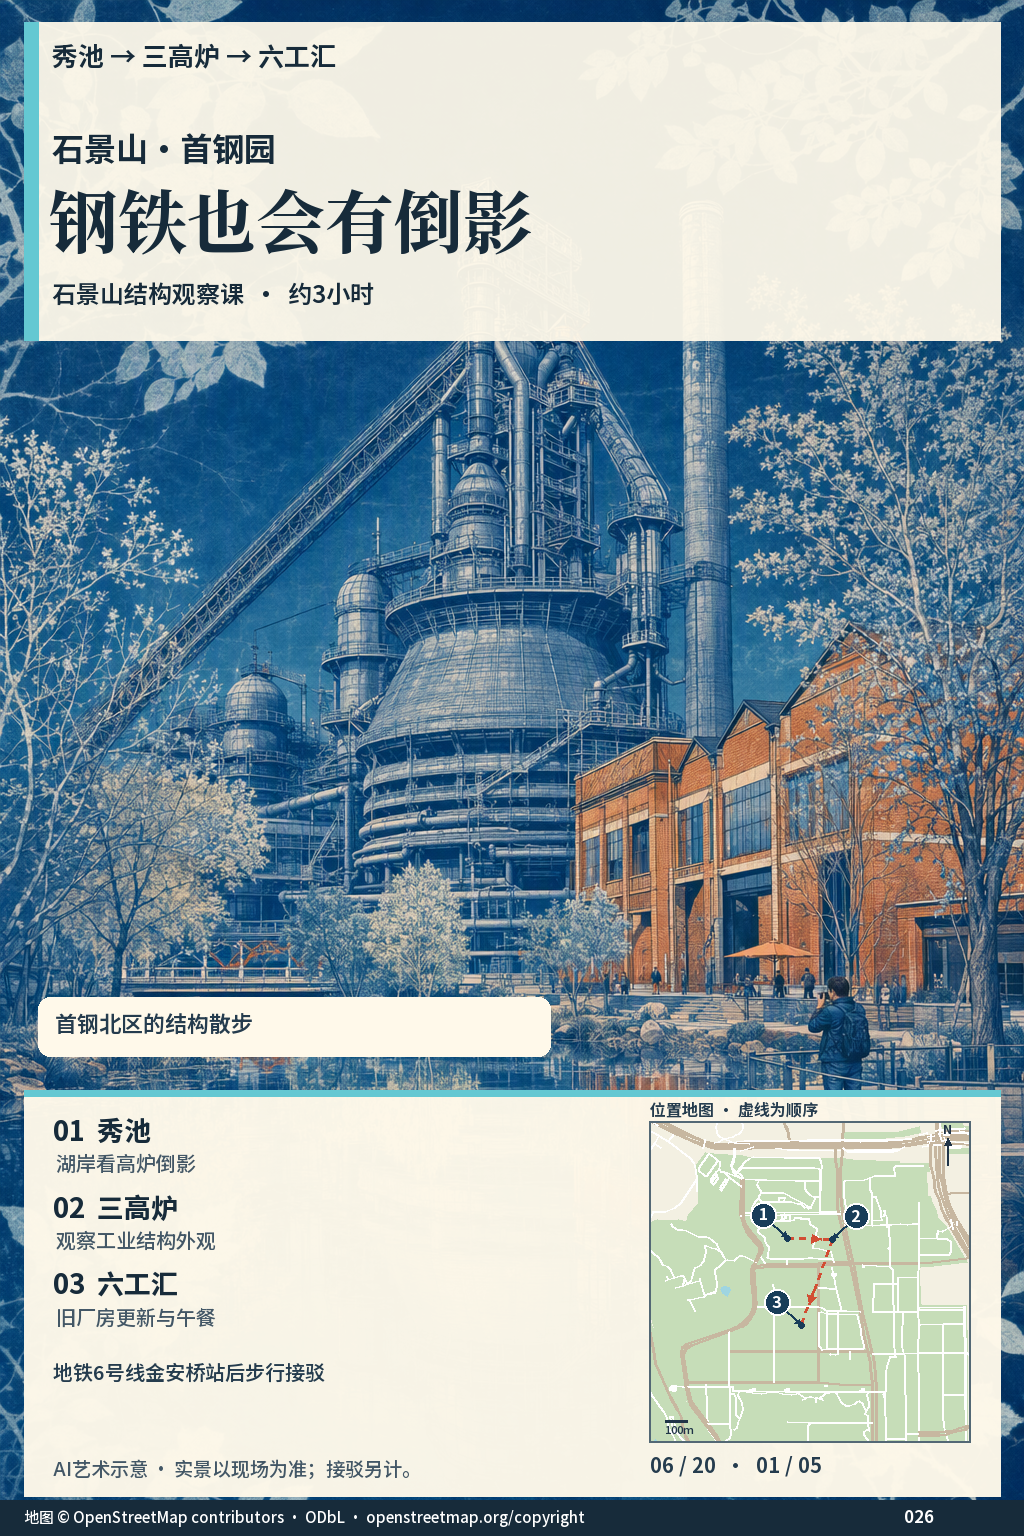 秀池 → 三高炉 → 六工汇
石景山·首钢园
钢铁也会有倒影
石景山结构观察课 · 约3小时
首钢北区的结构散步
01 秀池
湖岸看高炉倒影
02 三高炉
观察工业结构外观
03 六工汇
旧厂房更新与午餐
地铁6号线金安桥站后步行接驳
AI艺术示意 · 实景以现场为准；接驳另计。
位置地图 · 虚线为顺序
N
1
2
3
100m
06 / 20 · 01 / 05
地图 © OpenStreetMap contributors · ODbL · openstreetmap.org/copyright
026